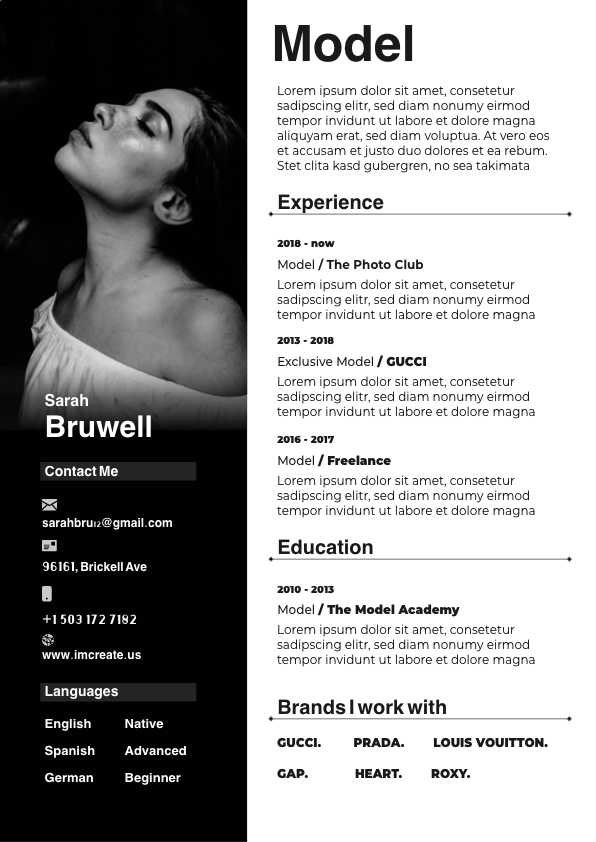 Model
Lorem ipsum dolor sit amet, consetetur
sadipscing elitr, sed diam nonumy eirmod
tempor invidunt ut labore et dolore magna
aliquyam erat, sed diam voluptua. At vero eos
et accusam et justo duo dolores et ea rebum.
Stet clita kasd gubergren, no sea takimata
Experience
2018 - now
Model / The Photo Club
Lorem ipsum dolor sit amet, consetetur
sadipscing elitr, sed diam nonumy eirmod
tempor invidunt ut labore et dolore magna
2013 - 2018
Exclusive Model / GUCCI
Lorem ipsum dolor sit amet, consetetur
sadipscing elitr, sed diam nonumy eirmod
tempor invidunt ut labore et dolore magna
2016 - 2017
Model / Freelance
Lorem ipsum dolor sit amet, consetetur
sadipscing elitr, sed diam nonumy eirmod
tempor invidunt ut labore et dolore magna
Education
2010 - 2013
Model / The Model Academy
Lorem ipsum dolor sit amet, consetetur
sadipscing elitr, sed diam nonumy eirmod
tempor invidunt ut labore et dolore magna
Brands I work with
GUCCI. PRADA. LOUIS VOUITTON.
GAP. HEART. ROXY.
Sarah
Bruwell
Contact Me
sarahbru12@gmail.com
96161, Brickell Ave
+1 503 172 7182
www.imcreate.us
Languages
English Native
Spanish Advanced
German Beginner